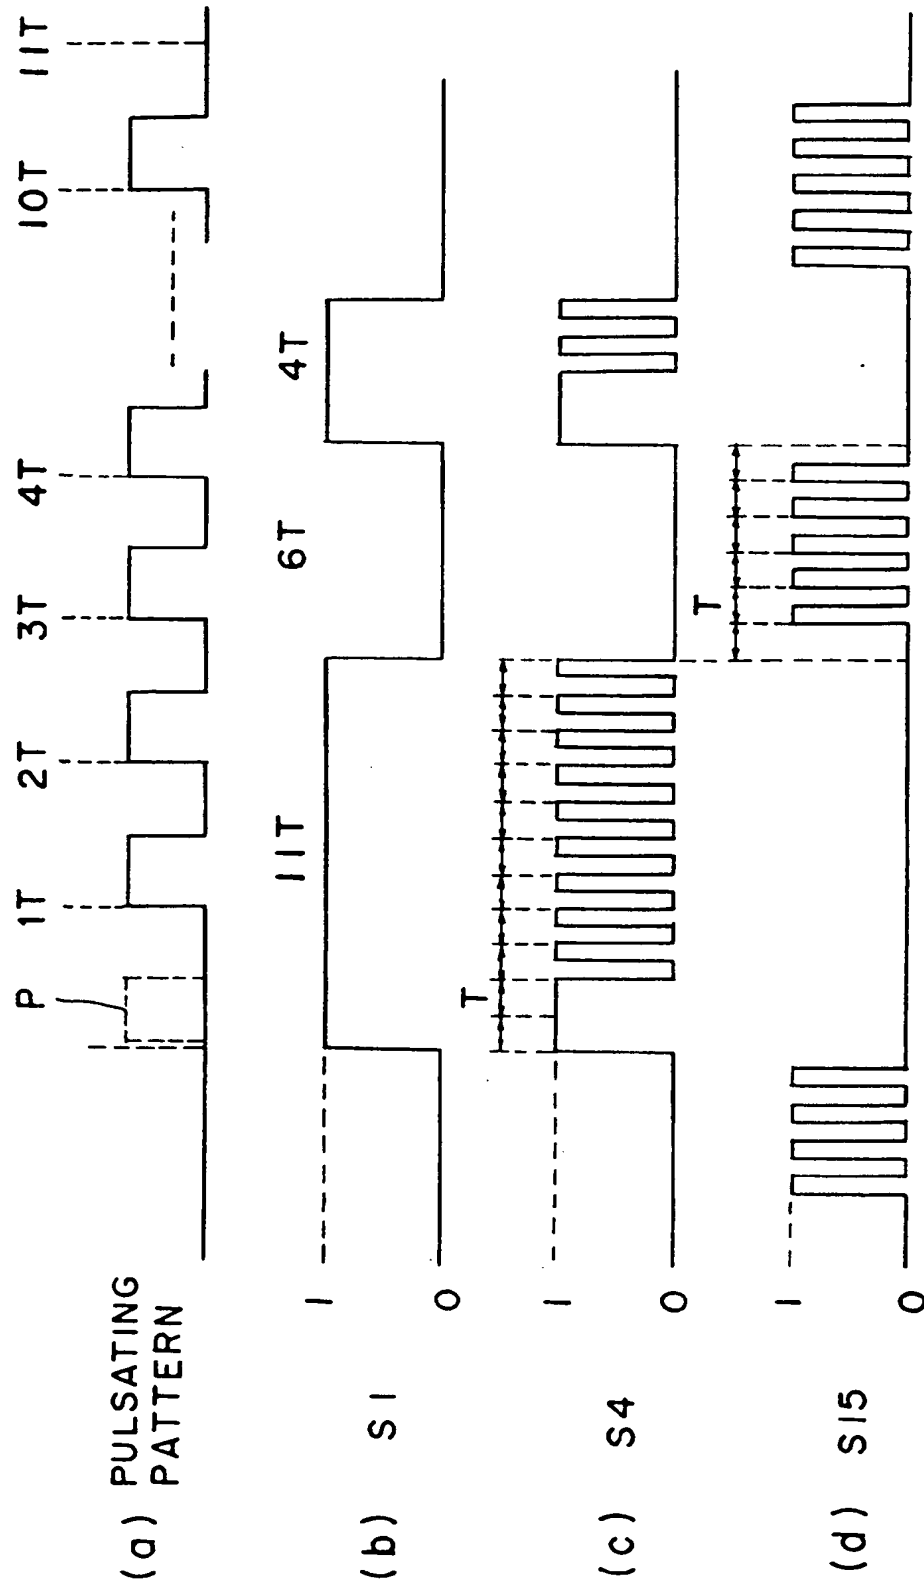 P 1T 2T 3T 4T 10T 11T
(a) PULSATING
PATTERN
11T 6T 4T
1
(b) S1
0
T
1
(c) S4
0
T
1
(d) S15
0